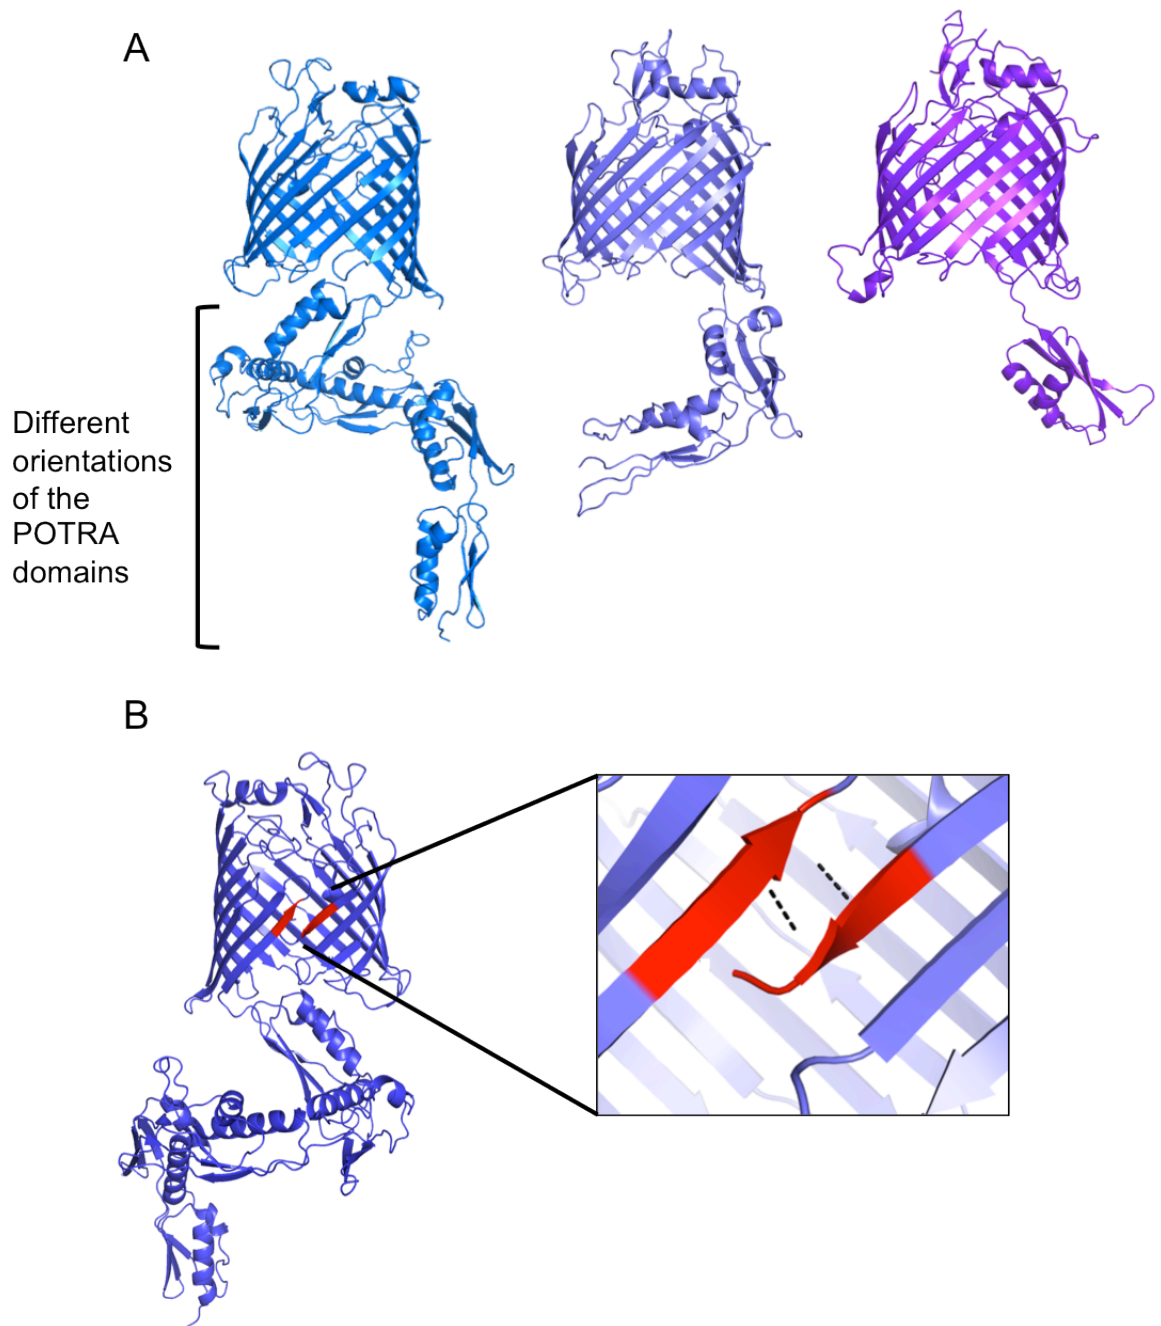 A
Different
orientations
of the
POTRA
domains
B